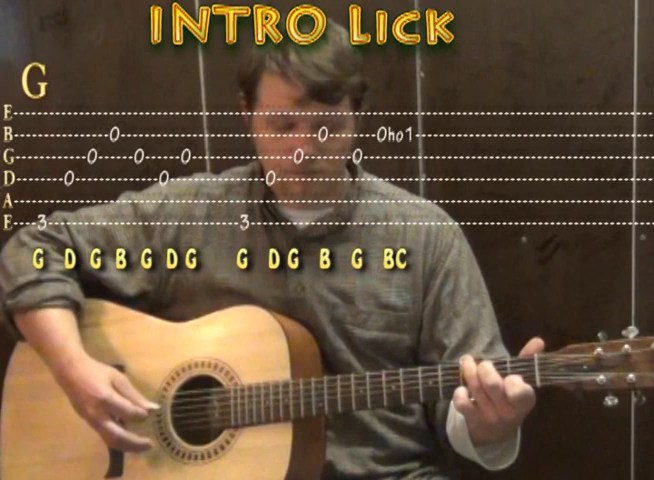 INTRO LICK
G
E
B 0 0 0ho1
G 0 0 0 0 0
D 0 0 0
A
E 3 3
G D G B G D G G D G B G BC